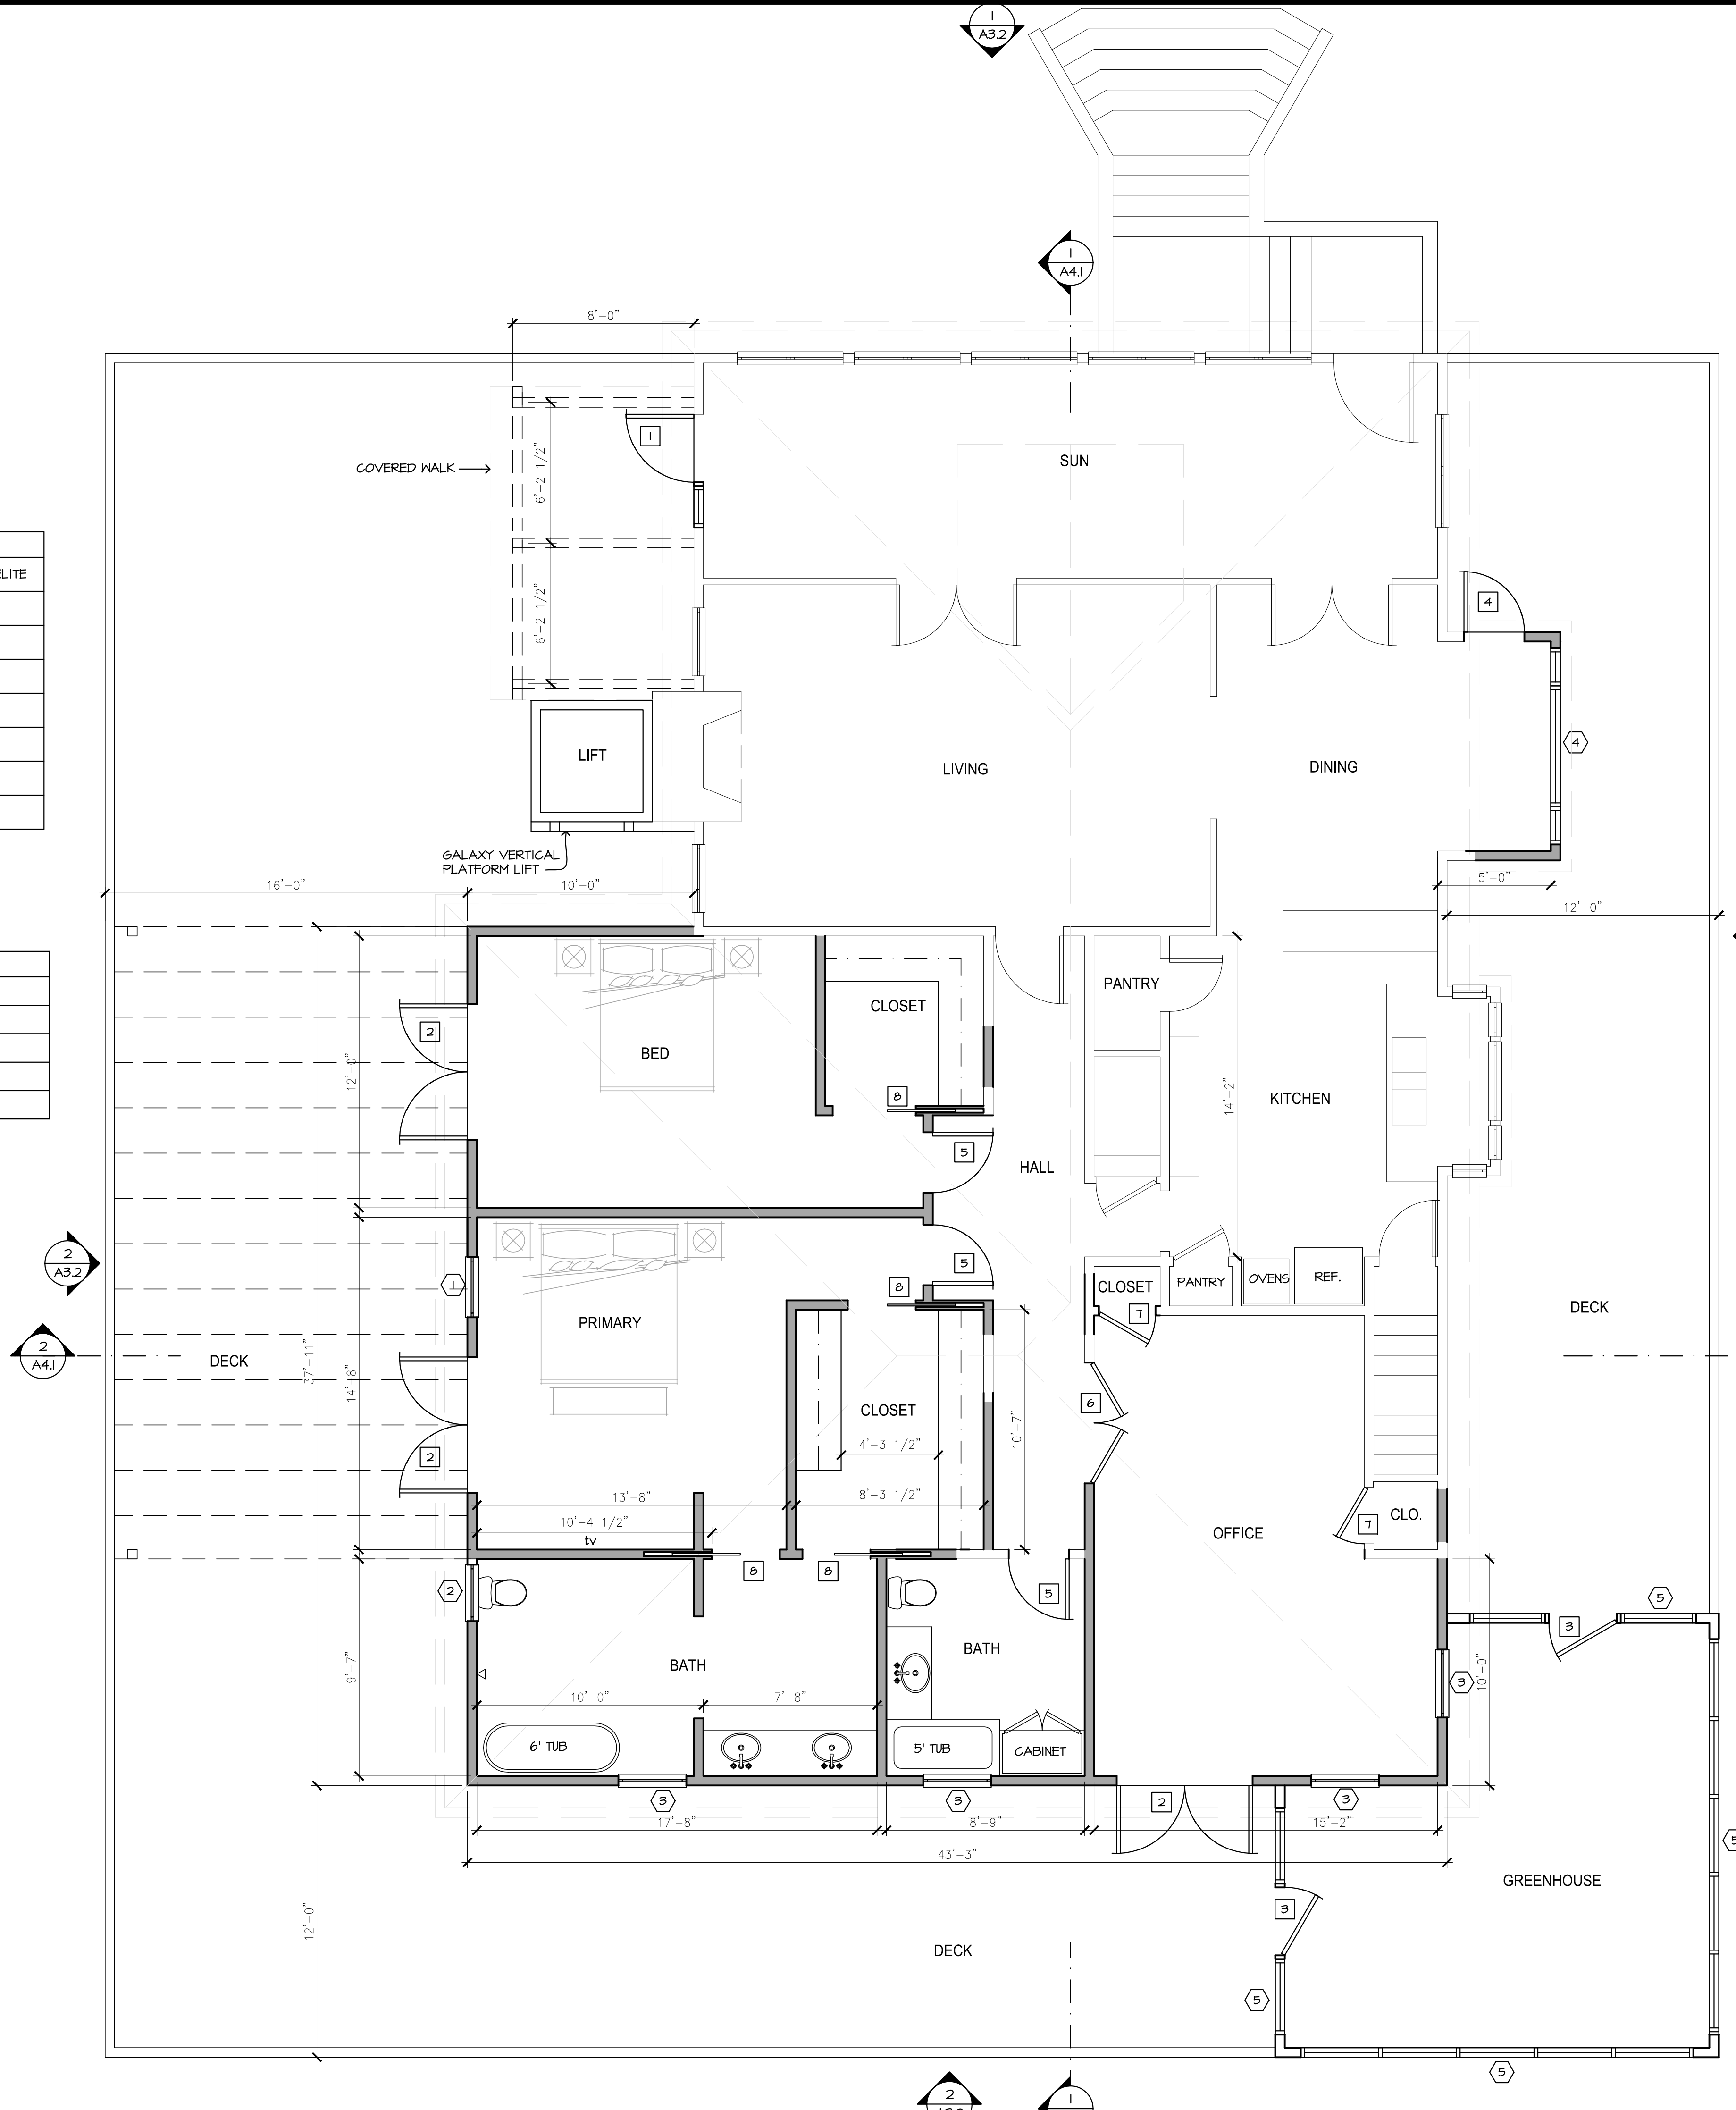 1
A3.2
1
A4.1
8'-0"
1
COVERED WALK
6'-2 1/2"
SUN
ELITE
6'-2 1/2"
4
LIFT
LIVING
DINING
4
GALAXY VERTICAL
PLATFORM LIFT
16'-0"
10'-0"
5'-0"
12'-0"
PANTRY
CLOSET
2
BED
12'-0"
8
14'-2"
KITCHEN
5
HALL
2
A3.2
5
1
8
CLOSET
7
PANTRY
OVENS
REF.
DECK
PRIMARY
2
A4.1
DECK
37'-11"
14'-8"
6
CLOSET
10'-7"
4'-3 1/2"
2
13'-8"
8'-3 1/2"
10'-4 1/2"
tv
CLO.
7
OFFICE
8
8
2
5
5
3
BATH
BATH
9'-7"
3
10'-0"
10'-0"
7'-8"
6' TUB
5' TUB
CABINET
3
3
2
3
17'-8"
8'-9"
15'-2"
43'-3"
5
GREENHOUSE
12'-0"
3
DECK
5
5
2
1